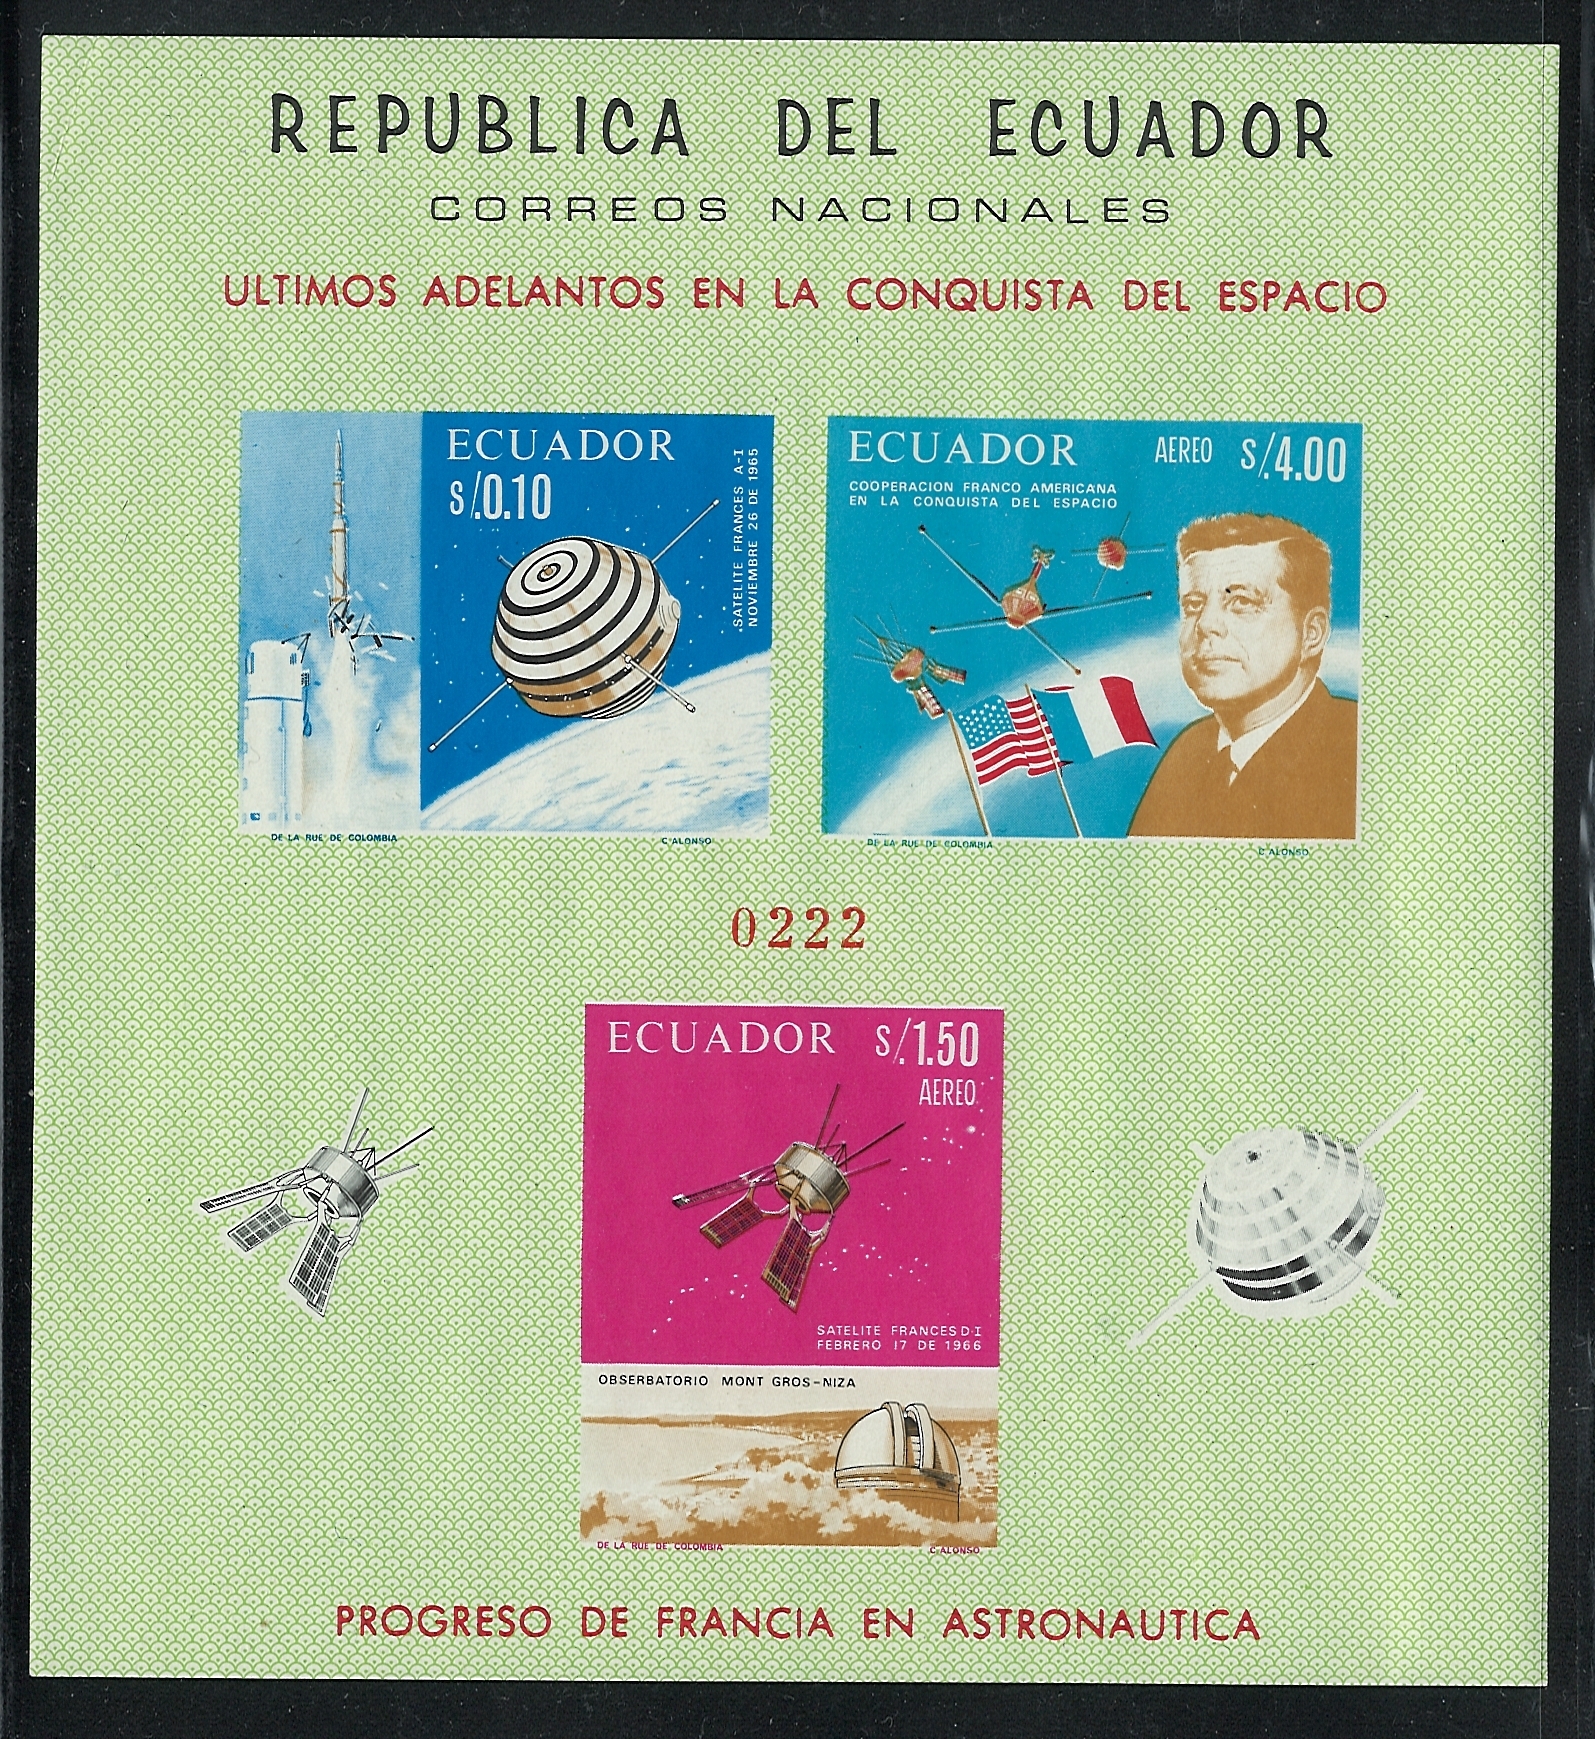 REPUBLICA DEL ECUADOR
CORREOS NACIONALES
ULTIMOS ADELANTOS EN LA CONQUISTA DEL ESPACIO
ECUADOR
S/.0.10
SATELITE FRANCES A-I
NOVIEMBRE 26 DE 1965
DE LA RUE DE COLOMBIA
C ALONSO
ECUADOR AEREO S/.4.00
COOPERACION FRANCO AMERICANA
EN LA CONQUISTA DEL ESPACIO
DE LA RUE DE COLOMBIA
C ALONSO
0222
ECUADOR S/.1.50
AEREO
SATELITE FRANCES D-I
FEBRERO 17 DE 1966
OBSERBATORIO MONT GROS-NIZA
DE LA RUE DE COLOMBIA
C ALONSO
PROGRESO DE FRANCIA EN ASTRONAUTICA